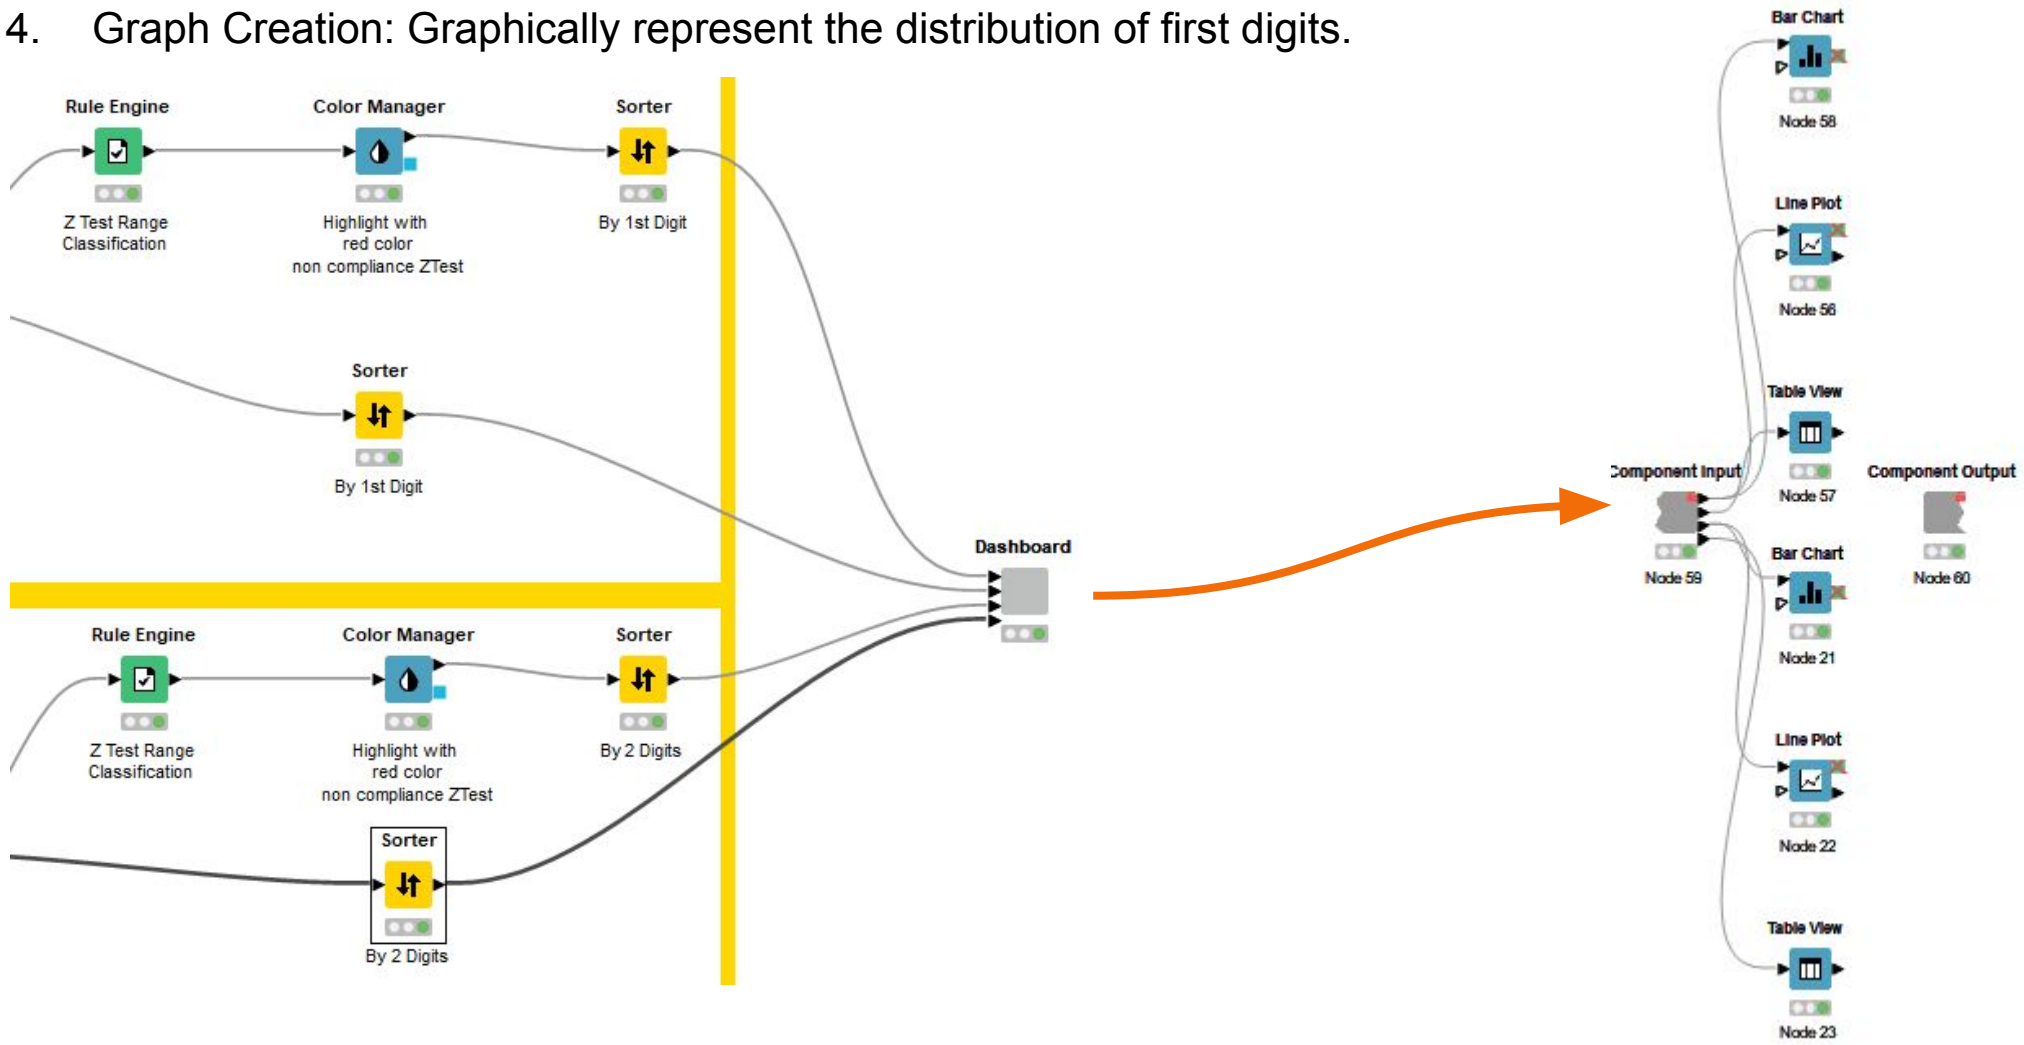 4. Graph Creation: Graphically represent the distribution of first digits.
Rule Engine
Z Test Range
Classification
Color Manager
Highlight with
red color
non compliance ZTest
Sorter
By 1st Digit
Sorter
By 1st Digit
Rule Engine
Z Test Range
Classification
Color Manager
Highlight with
red color
non compliance ZTest
Sorter
By 2 Digits
Sorter
By 2 Digits
Dashboard
Component Input
Node 59
Bar Chart
Node 58
Line Plot
Node 56
Table View
Node 57
Bar Chart
Node 21
Line Plot
Node 22
Table View
Node 23
Component Output
Node 60